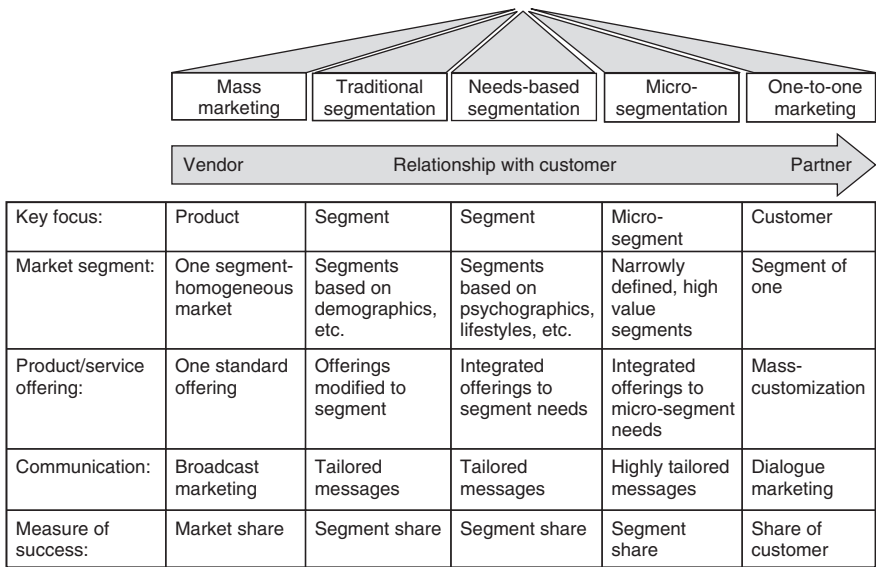 Mass
marketing
Traditional
segmentation
Needs-based
segmentation
Micro-
segmentation
One-to-one
marketing
Vendor
Relationship with customer
Partner
Key focus:
Product
Segment
Segment
Micro-
segment
Customer
Market segment:
One segment-
homogeneous
market
Segments
based on
demographics,
etc.
Segments
based on
psychographics,
lifestyles, etc.
Narrowly
defined, high
value
segments
Segment of
one
Product/service
offering:
One standard
offering
Offerings
modified to
segment
Integrated
offerings to
segment needs
Integrated
offerings to
micro-segment
needs
Mass-
customization
Communication:
Broadcast
marketing
Tailored
messages
Tailored
messages
Highly tailored
messages
Dialogue
marketing
Measure of
success:
Market share
Segment share
Segment share
Segment
share
Share of
customer